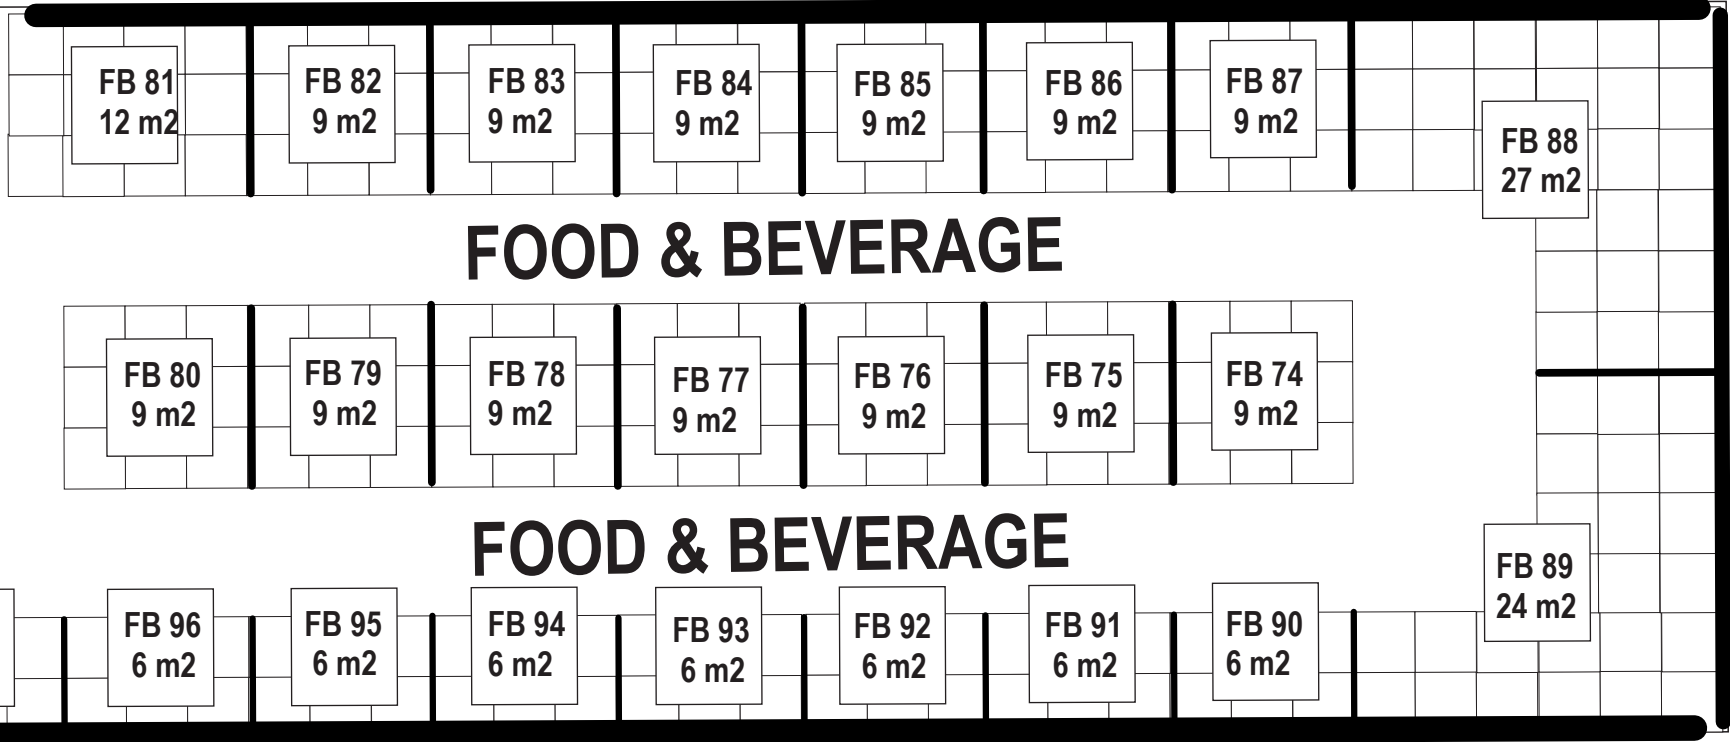 FB 81
12 m2
FB 82
9 m2
FB 83
9 m2
FB 84
9 m2
FB 85
9 m2
FB 86
9 m2
FB 87
9 m2
FB 88
27 m2
FOOD & BEVERAGE
FB 80
9 m2
FB 79
9 m2
FB 78
9 m2
FB 77
9 m2
FB 76
9 m2
FB 75
9 m2
FB 74
9 m2
FOOD & BEVERAGE
FB 89
24 m2
FB 96
6 m2
FB 95
6 m2
FB 94
6 m2
FB 93
6 m2
FB 92
6 m2
FB 91
6 m2
FB 90
6 m2